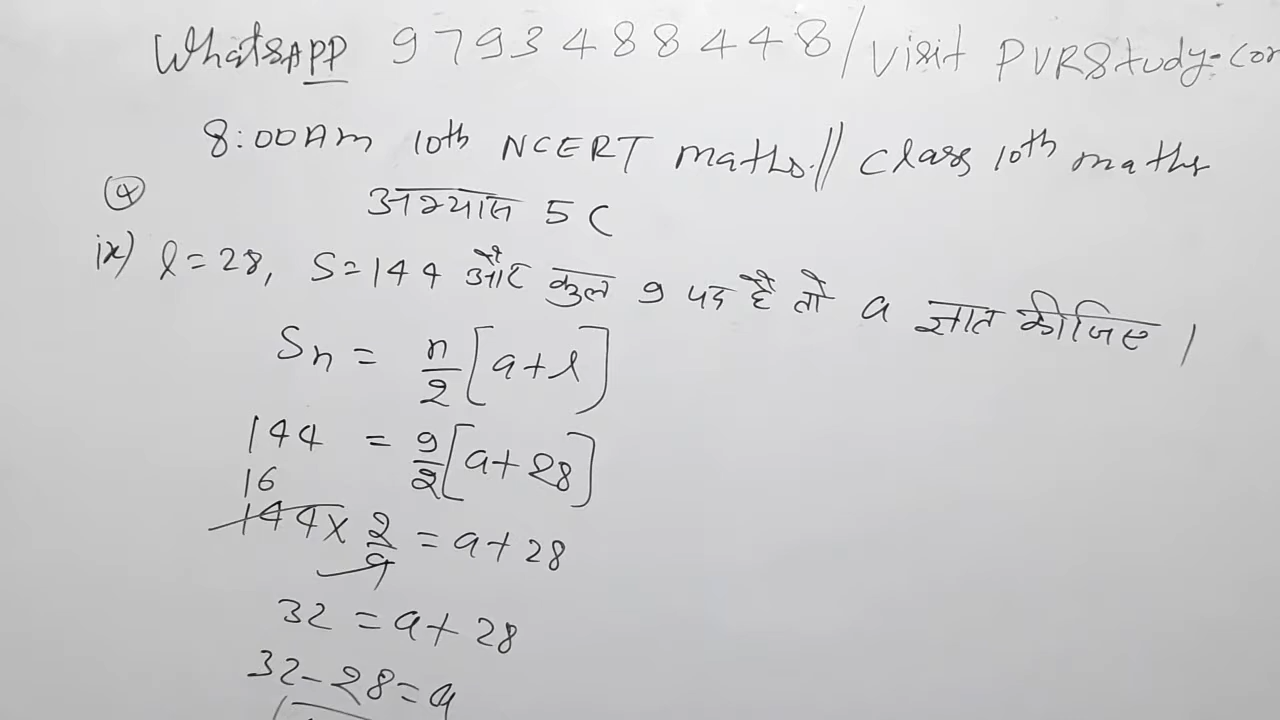 WhatsAPP 9793488448/Visit PVRStudy.com
8:00Am 10th NCERT maths.// Class 10th maths
④ अभ्यास 5 C
ix) l=28, S=144 और कुल 9 पद है तो a ज्ञात कीजिए।
Sn = n/2 [a+l]
144 = 9/2 [a+28]
16
144 x 2/9 = a+28
32 = a+28
32-28=a